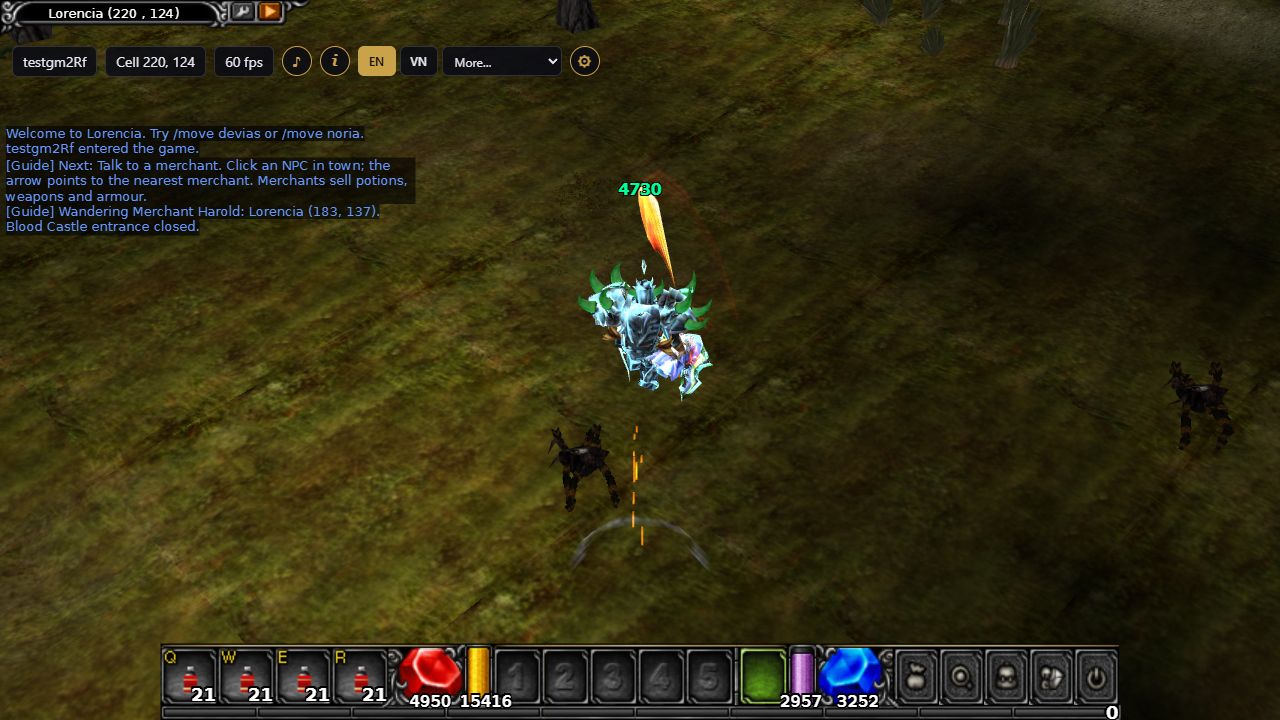 Lorencia (220 , 124)
testgm2Rf
Cell 220, 124
60 fps
i
EN
VN
More...
Welcome to Lorencia. Try /move devias or /move noria.
testgm2Rf entered the game.
[Guide] Next: Talk to a merchant. Click an NPC in town; the
arrow points to the nearest merchant. Merchants sell potions,
weapons and armour.
[Guide] Wandering Merchant Harold: Lorencia (183, 137).
Blood Castle entrance closed.
4730
Q
W
E
R
21
21
21
21
4950
15416
1
2
3
4
5
2957
3252
0